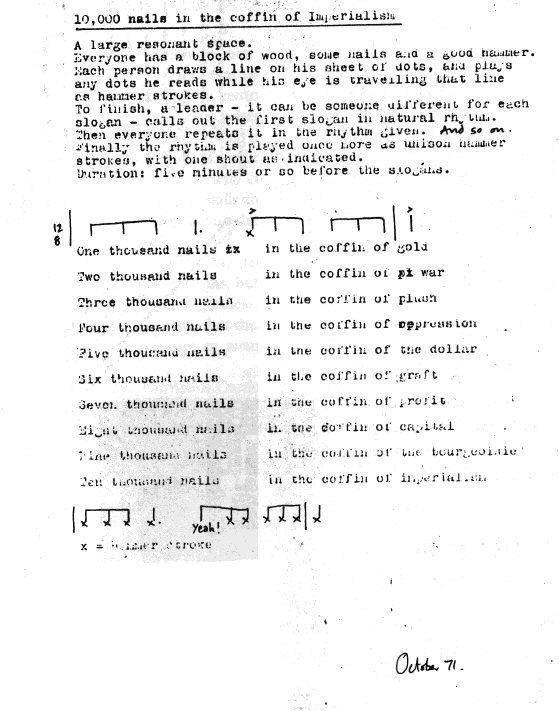 10,000 nails in the coffin of Imperialism
A large resonant space.
Everyone has a block of wood, some nails and a good hammer.
Each person draws a line on his sheet of dots, and plays
any dots he reads while his eye is travelling that line
as hammer strokes.
To finish, a leader - it can be someone different for each
slogan - calls out the first slogan in natural rhythm.
Then everyone repeats it in the rhythm given. And so on.
Finally the rhythm is played once more as unison hammer
strokes, with one shout as indicated.
Duration: five minutes or so before the slogans.
12
8
One thousand nails in the coffin of gold
Two thousand nails in the coffin of war
Three thousand nails in the coffin of plush
Four thousand nails in the coffin of oppression
Five thousand nails in the coffin of the dollar
Six thousand nails in the coffin of graft
Seven thousand nails in the coffin of profit
Eight thousand nails in the coffin of capital
Nine thousand nails in the coffin of the bourgeoisie
Ten thousand nails in the coffin of imperialism
Yeah!
x = hammer stroke
October 71.